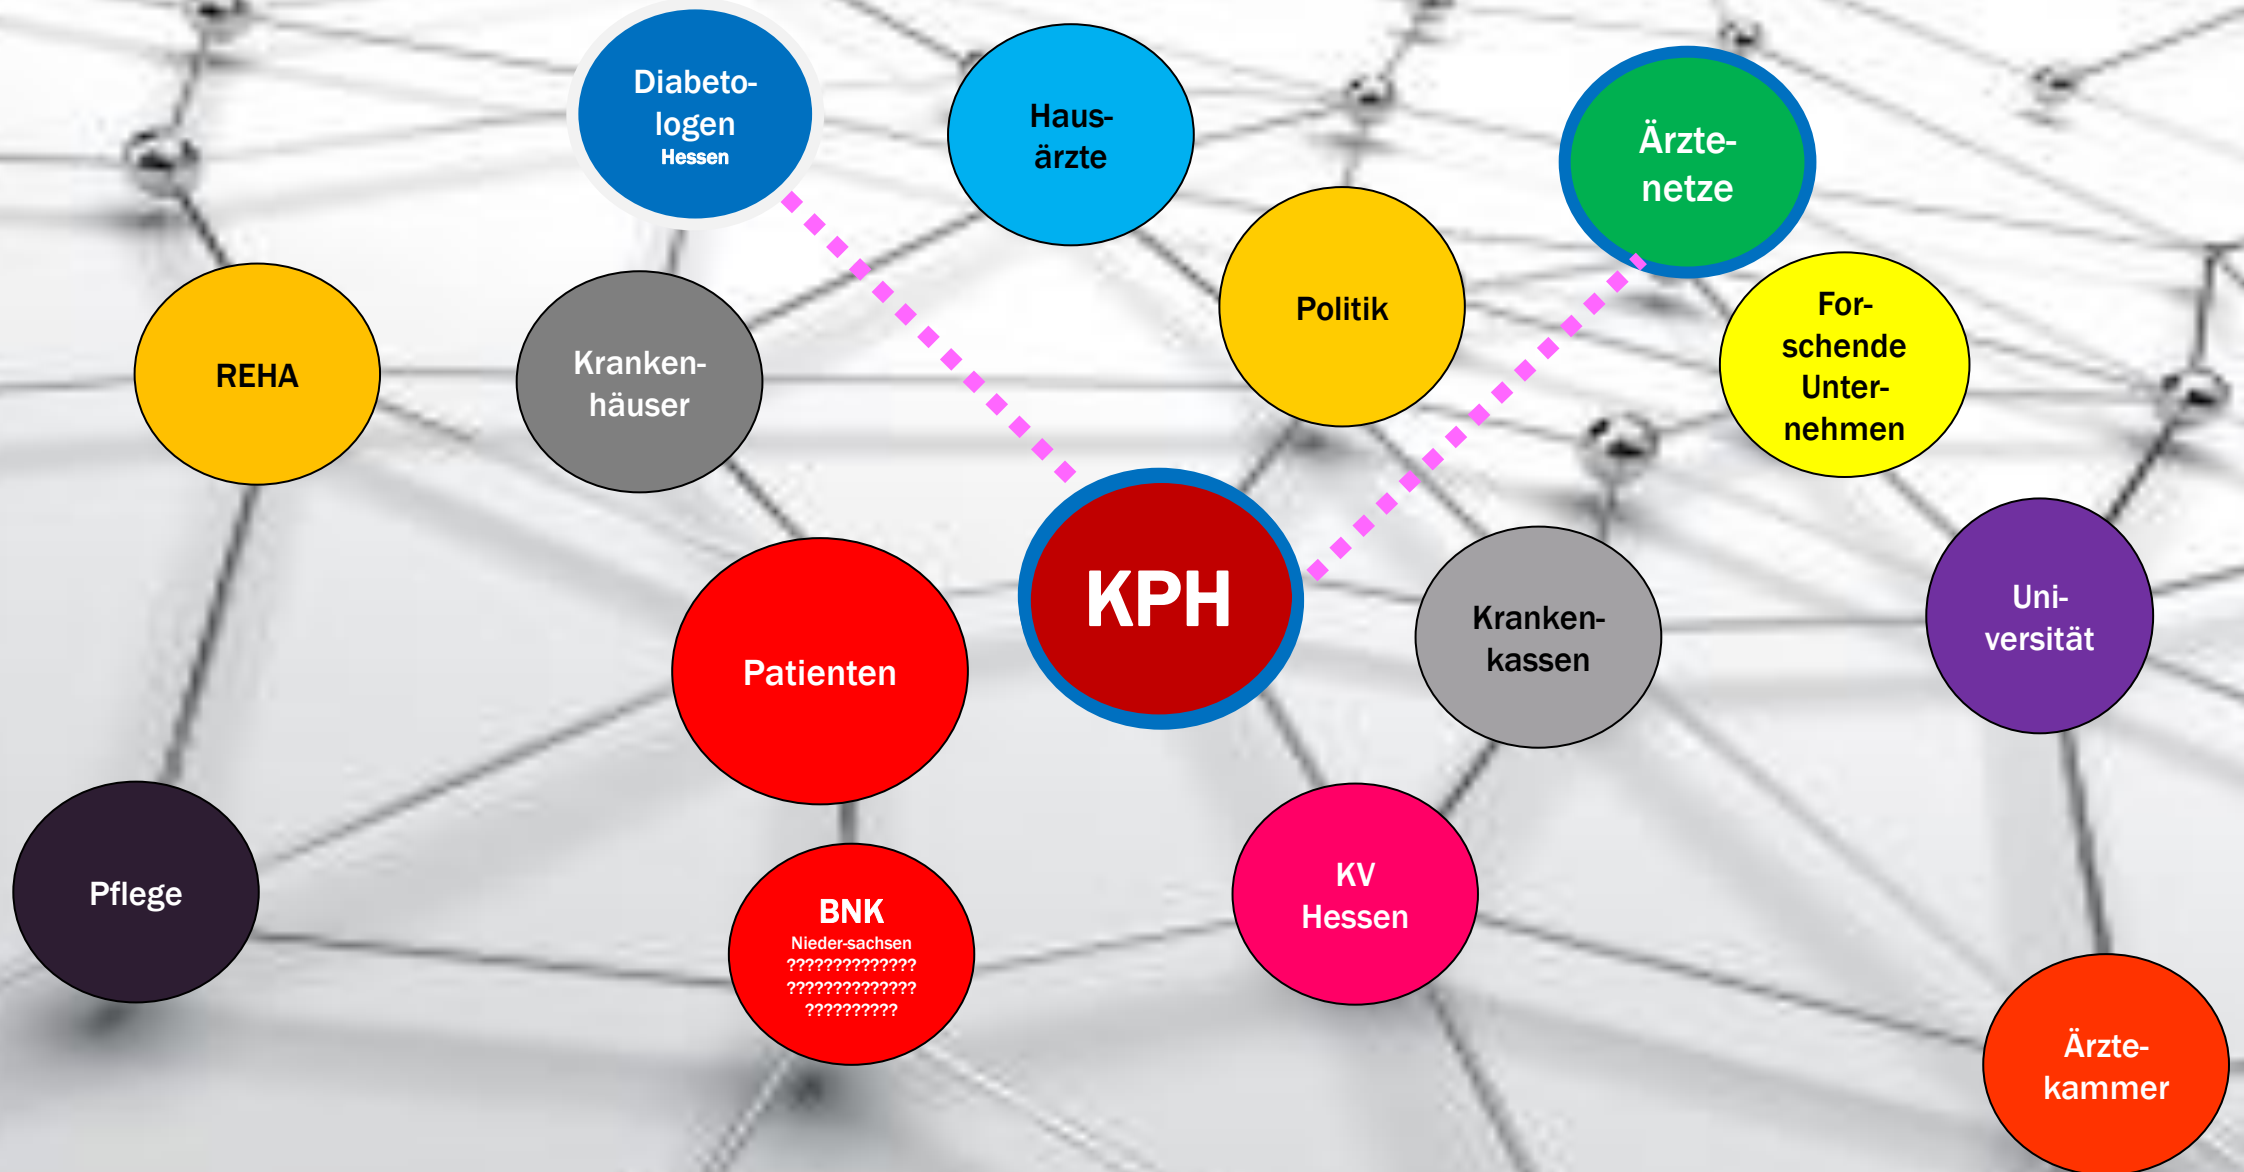 Diabeto-
logen
Hessen
Haus-
ärzte
Ärzte-
netze
Politik
For-
schende
Unter-
nehmen
REHA
Kranken-
häuser
KPH
Patienten
Kranken-
kassen
Uni-
versität
Pflege
BNK
Nieder-sachsen
??????????????
??????????????
??????????
KV
Hessen
Ärzte-
kammer